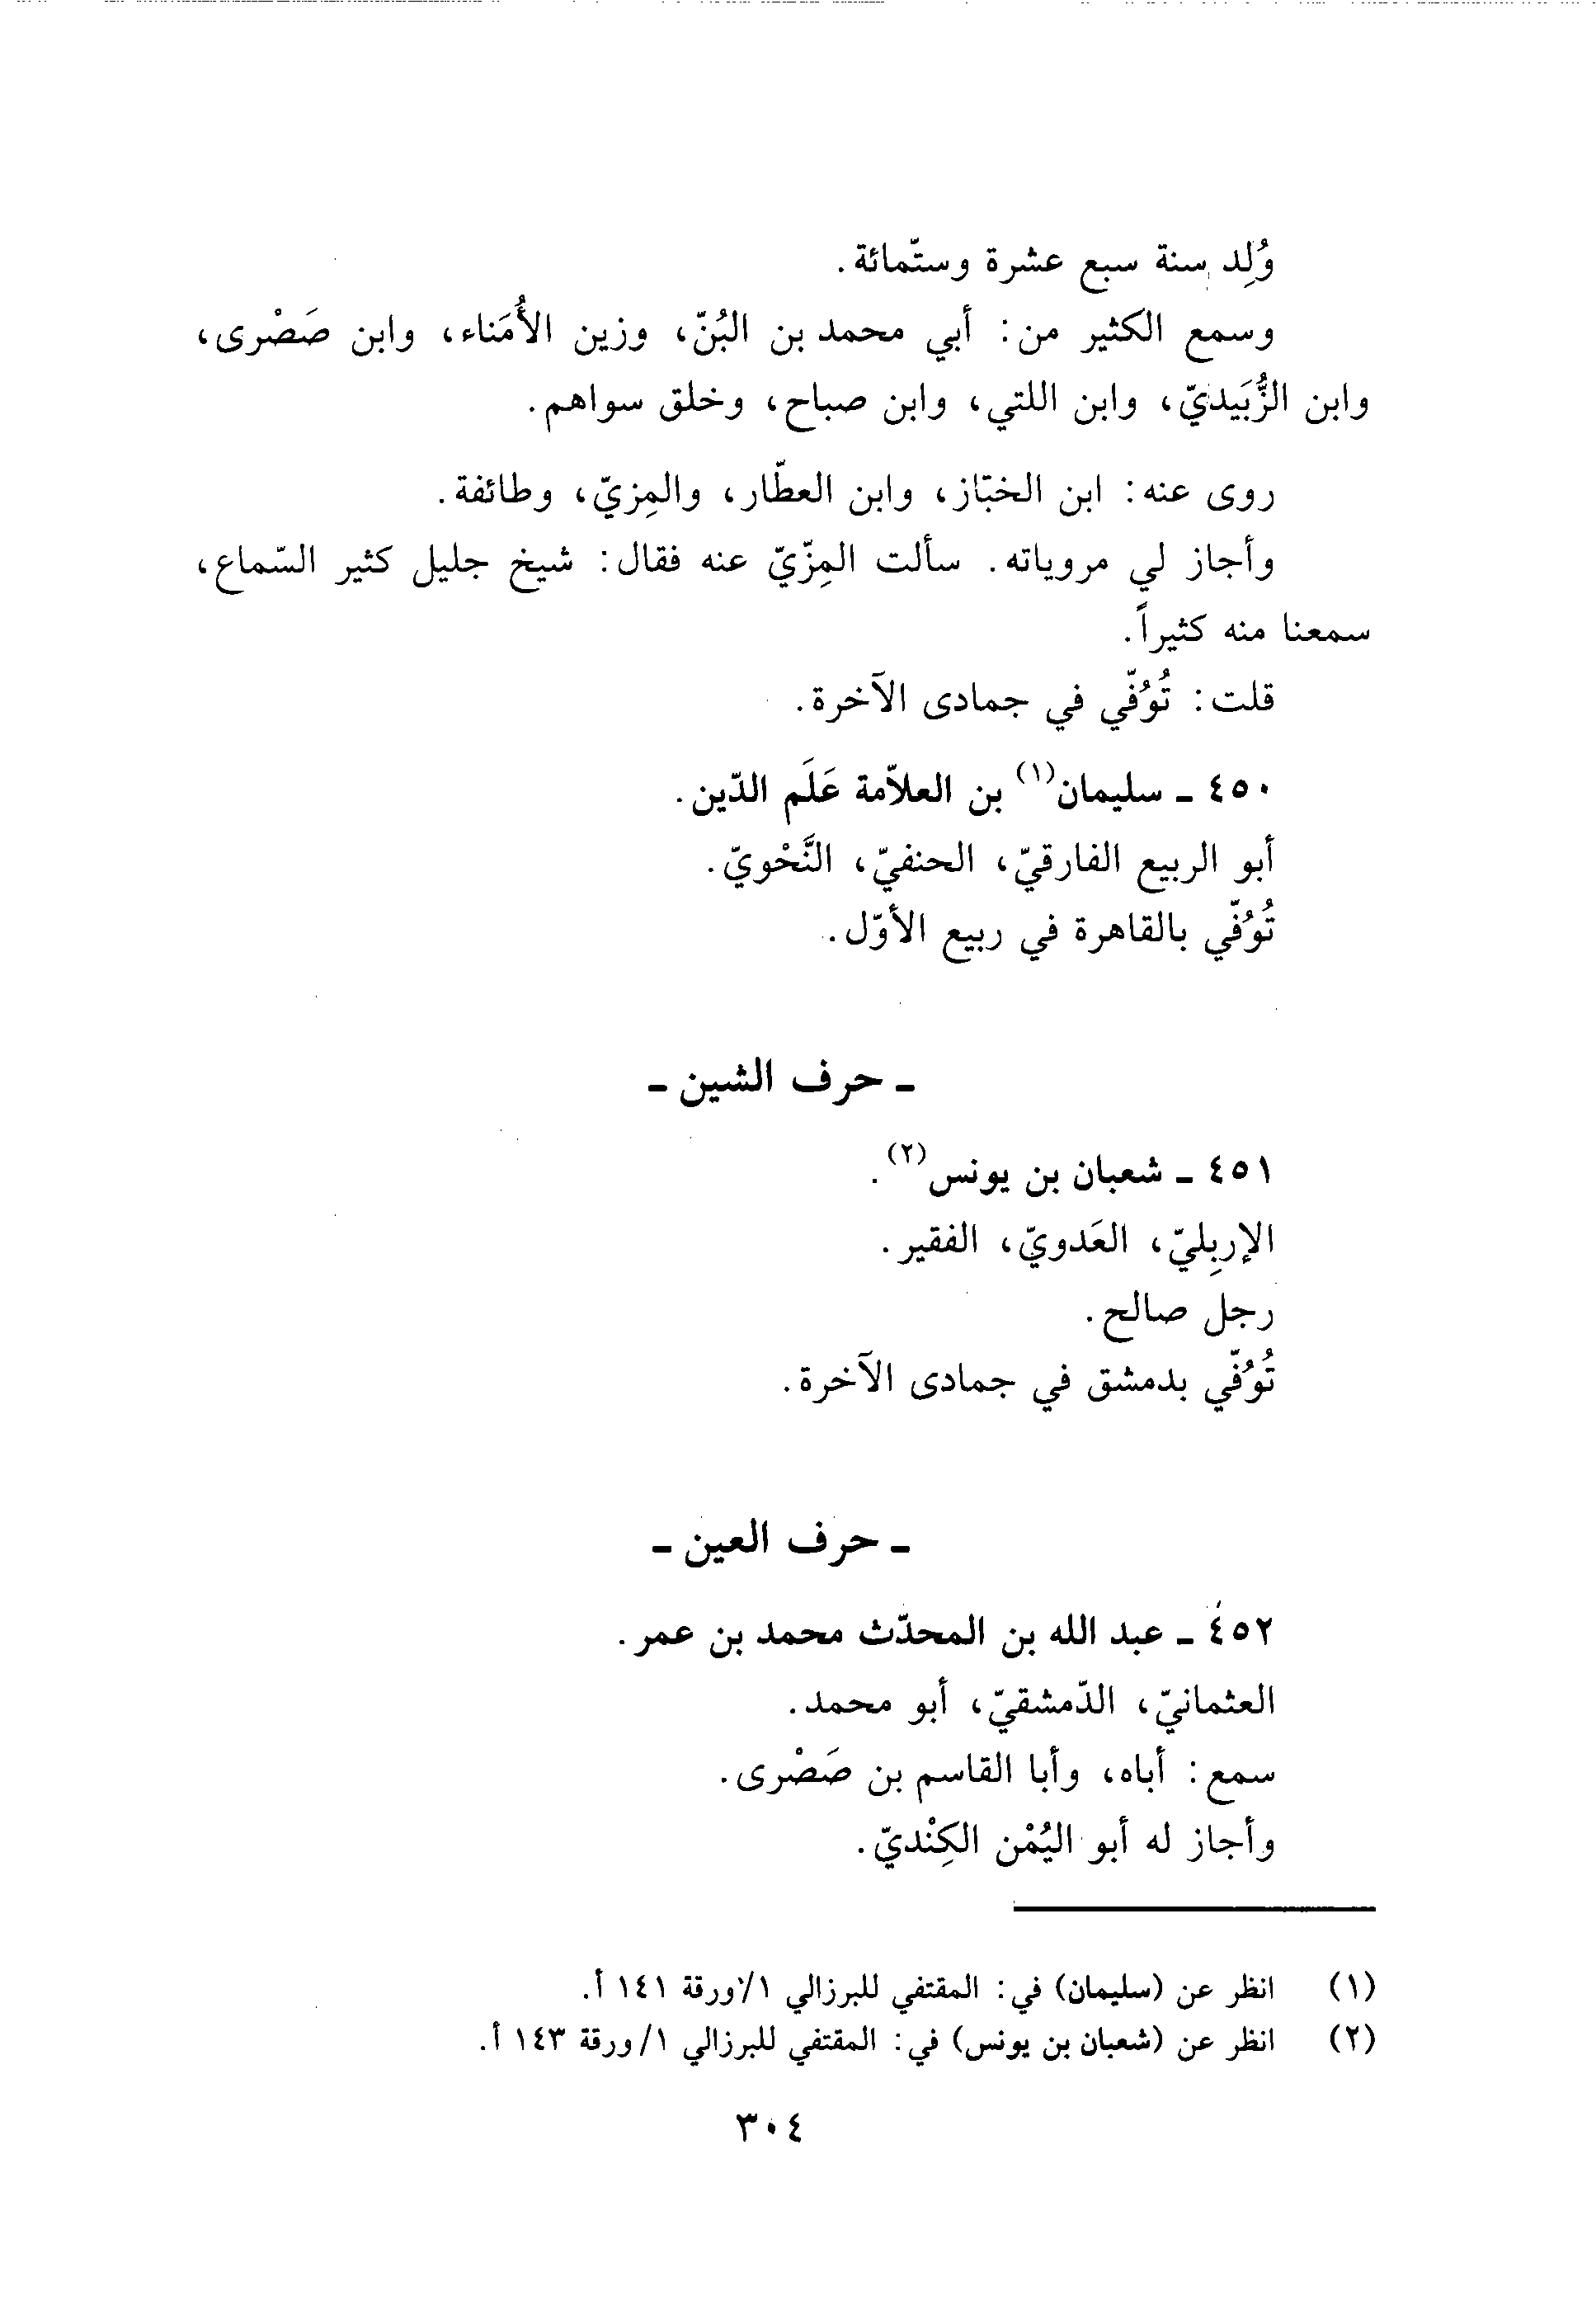 وُلِد سنة سبع عشرة وستّمائة.
وسمع الكثير من: أبي محمد بن البُنّ، وزين الأُمَناء، وابن صَصْرى،
وابن الزُّبَيديّ، وابن اللتي، وابن صباح، وخلق سواهم.
روى عنه: ابن الخبّاز، وابن العطّار، والمِزيّ، وطائفة.
وأجاز لي مروياته. سألت المِزّيّ عنه فقال: شيخ جليل كثير السّماع،
سمعنا منه كثيراً.
قلت: تُوُفّي في جمادى الآخرة.
٤٥٠ ـ سليمان(١) بن العلاّمة عَلَم الدّين.
أبو الربيع الفارقيّ، الحنفيّ، النَّحْويّ.
تُوُفّي بالقاهرة في ربيع الأوّل.
ـ حرف الشين ـ
٤٥١ ـ شعبان بن يونس(٢).
الإربِليّ، العَدويّ، الفقير.
رجل صالح.
تُوُفّي بدمشق في جمادى الآخرة.
ـ حرف العين ـ
٤٥٢ ـ عبد الله بن المحدّث محمد بن عمر.
العثمانيّ، الدّمشقيّ، أبو محمد.
سمع: أباه، وأبا القاسم بن صَصْرى.
وأجاز له أبو اليُمْن الكِنْديّ.
(١) انظر عن (سليمان) في: المقتفي للبرزالي ١/ورقة ١٤١ أ.
(٢) انظر عن (شعبان بن يونس) في: المقتفي للبرزالي ١/ورقة ١٤٣ أ.
٣٠٤